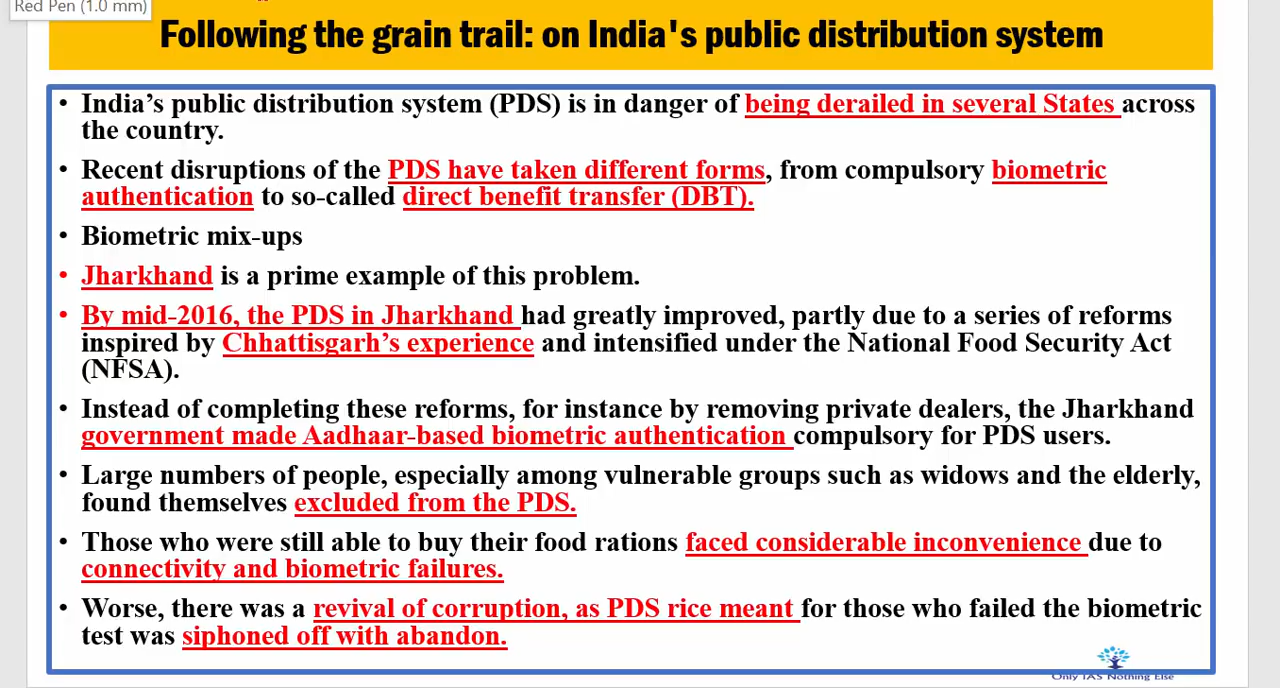 Red Pen (1.0 mm)
Following the grain trail: on India's public distribution system
• India’s public distribution system (PDS) is in danger of being derailed in several States across
the country.
• Recent disruptions of the PDS have taken different forms, from compulsory biometric
authentication to so-called direct benefit transfer (DBT).
• Biometric mix-ups
• Jharkhand is a prime example of this problem.
• By mid-2016, the PDS in Jharkhand had greatly improved, partly due to a series of reforms
inspired by Chhattisgarh’s experience and intensified under the National Food Security Act
(NFSA).
• Instead of completing these reforms, for instance by removing private dealers, the Jharkhand
government made Aadhaar-based biometric authentication compulsory for PDS users.
• Large numbers of people, especially among vulnerable groups such as widows and the elderly,
found themselves excluded from the PDS.
• Those who were still able to buy their food rations faced considerable inconvenience due to
connectivity and biometric failures.
• Worse, there was a revival of corruption, as PDS rice meant for those who failed the biometric
test was siphoned off with abandon.
Only IAS Nothing Else